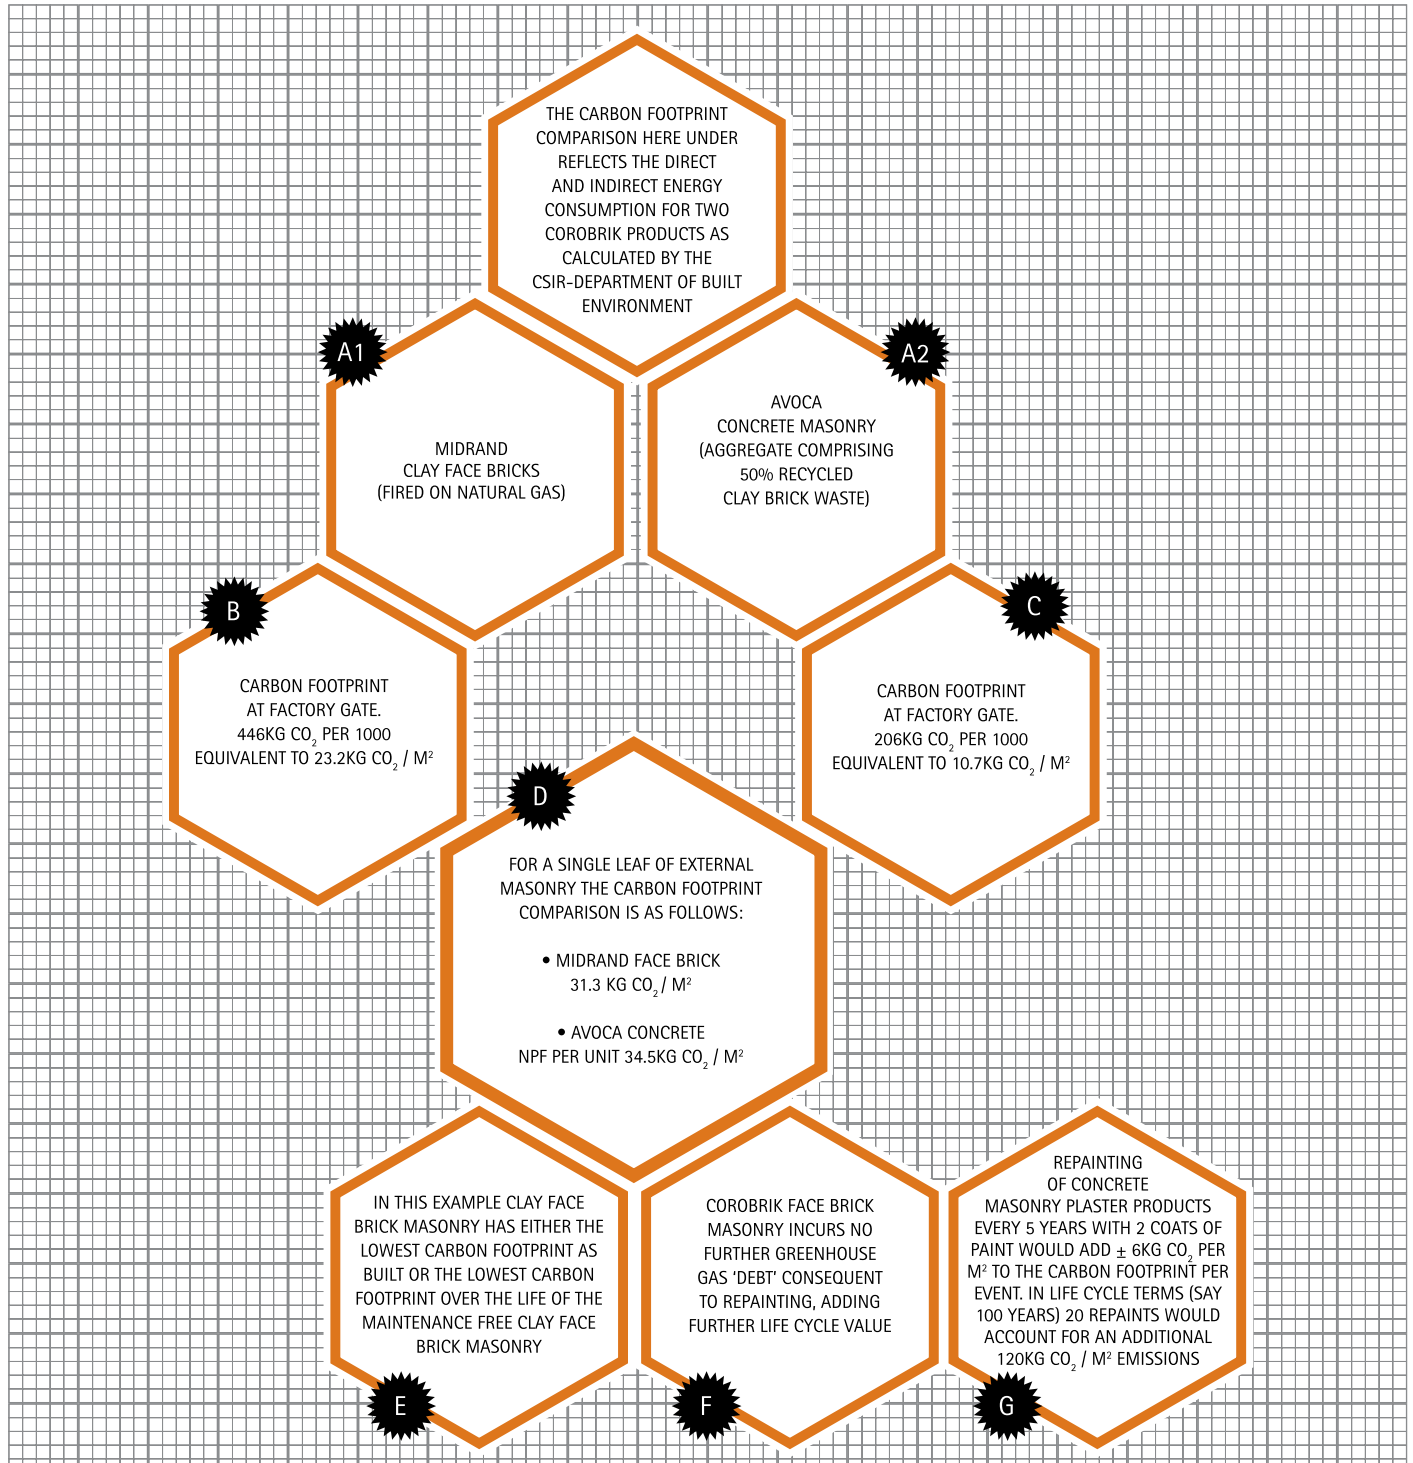 THE CARBON FOOTPRINT
COMPARISON HERE UNDER
REFLECTS THE DIRECT
AND INDIRECT ENERGY
CONSUMPTION FOR TWO
COROBRIK PRODUCTS AS
CALCULATED BY THE
CSIR-DEPARTMENT OF BUILT
ENVIRONMENT
A1
MIDRAND
CLAY FACE BRICKS
(FIRED ON NATURAL GAS)
A2
AVOCA
CONCRETE MASONRY
(AGGREGATE COMPRISING
50% RECYCLED
CLAY BRICK WASTE)
B
CARBON FOOTPRINT
AT FACTORY GATE.
446KG CO₂ PER 1000
EQUIVALENT TO 23.2KG CO₂ / M²
C
CARBON FOOTPRINT
AT FACTORY GATE.
206KG CO₂ PER 1000
EQUIVALENT TO 10.7KG CO₂ / M²
D
FOR A SINGLE LEAF OF EXTERNAL
MASONRY THE CARBON FOOTPRINT
COMPARISON IS AS FOLLOWS:
• MIDRAND FACE BRICK
31.3 KG CO₂ / M²
• AVOCA CONCRETE
NPF PER UNIT 34.5KG CO₂ / M²
IN THIS EXAMPLE CLAY FACE
BRICK MASONRY HAS EITHER THE
LOWEST CARBON FOOTPRINT AS
BUILT OR THE LOWEST CARBON
FOOTPRINT OVER THE LIFE OF THE
MAINTENANCE FREE CLAY FACE
BRICK MASONRY
E
COROBRIK FACE BRICK
MASONRY INCURS NO
FURTHER GREENHOUSE
GAS ‘DEBT’ CONSEQUENT
TO REPAINTING, ADDING
FURTHER LIFE CYCLE VALUE
F
REPAINTING
OF CONCRETE
MASONRY PLASTER PRODUCTS
EVERY 5 YEARS WITH 2 COATS OF
PAINT WOULD ADD ± 6KG CO₂ PER
M² TO THE CARBON FOOTPRINT PER
EVENT. IN LIFE CYCLE TERMS (SAY
100 YEARS) 20 REPAINTS WOULD
ACCOUNT FOR AN ADDITIONAL
120KG CO₂ / M² EMISSIONS
G